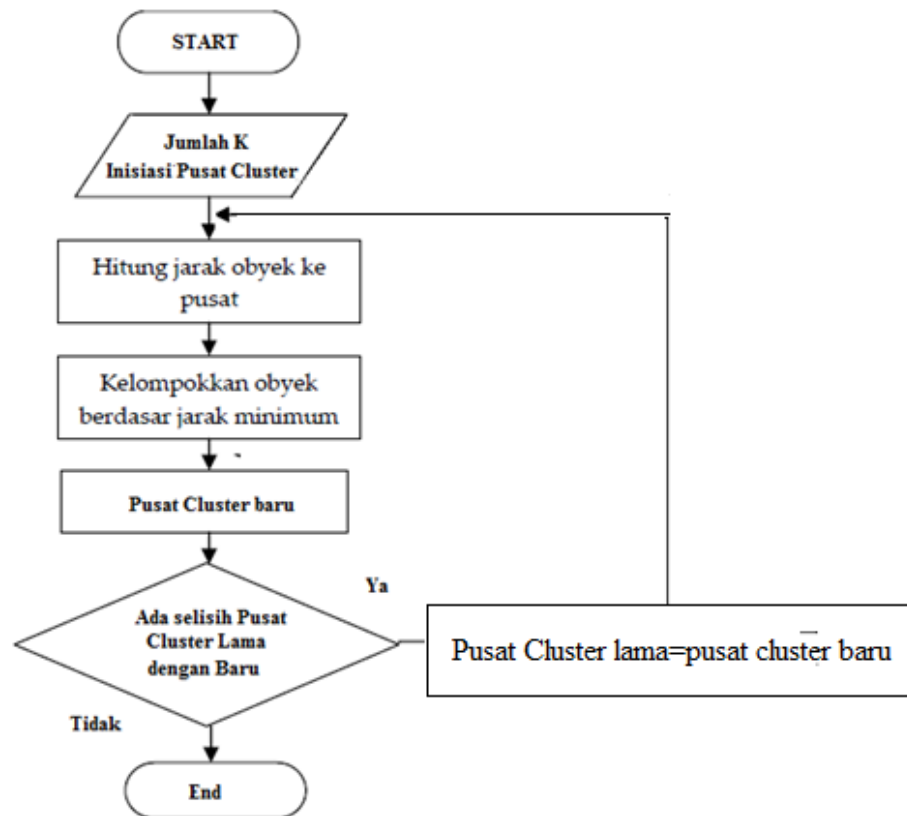 START
Jumlah K
Inisiasi Pusat Cluster
Hitung jarak obyek ke
pusat
Kelompokkan obyek
berdasar jarak minimum
Pusat Cluster baru
Ada selisih Pusat
Cluster Lama
dengan Baru
Ya
Pusat Cluster lama=pusat cluster baru
Tidak
End